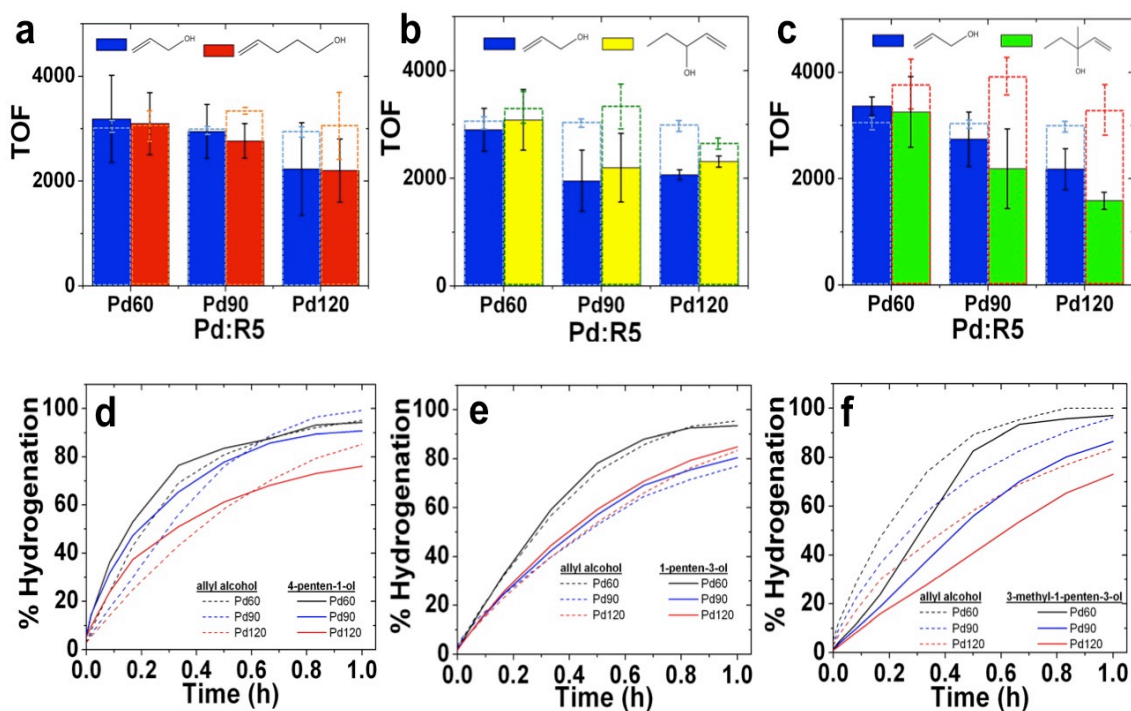 a
OH
OH
TOF
4000
2000
0
Pd60 Pd90 Pd120
Pd:R5
b
OH
OH
TOF
4000
2000
0
Pd60 Pd90 Pd120
Pd:R5
c
OH
OH
TOF
4000
2000
0
Pd60 Pd90 Pd120
Pd:R5
d
% Hydrogenation
100
80
60
40
20
0
allyl alcohol 4-penten-1-ol
Pd60 Pd60
Pd90 Pd90
Pd120 Pd120
0.0 0.2 0.4 0.6 0.8 1.0
Time (h)
e
% Hydrogenation
100
80
60
40
20
0
allyl alcohol 1-penten-3-ol
Pd60 Pd60
Pd90 Pd90
Pd120 Pd120
0.0 0.2 0.4 0.6 0.8 1.0
Time (h)
f
% Hydrogenation
100
80
60
40
20
0
allyl alcohol 3-methyl-1-penten-3-ol
Pd60 Pd60
Pd90 Pd90
Pd120 Pd120
0.0 0.2 0.4 0.6 0.8 1.0
Time (h)